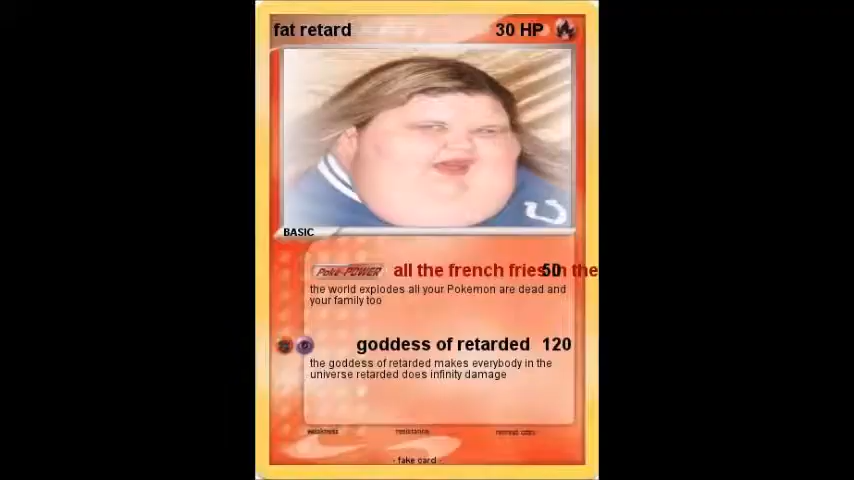 fat retard 30 HP
BASIC
Poké-POWER all the french fries in the 50
the world explodes all your Pokemon are dead and
your family too
goddess of retarded 120
the goddess of retarded makes everybody in the
universe retarded does infinity damage
weakness resistance retreat cost
- fake card -